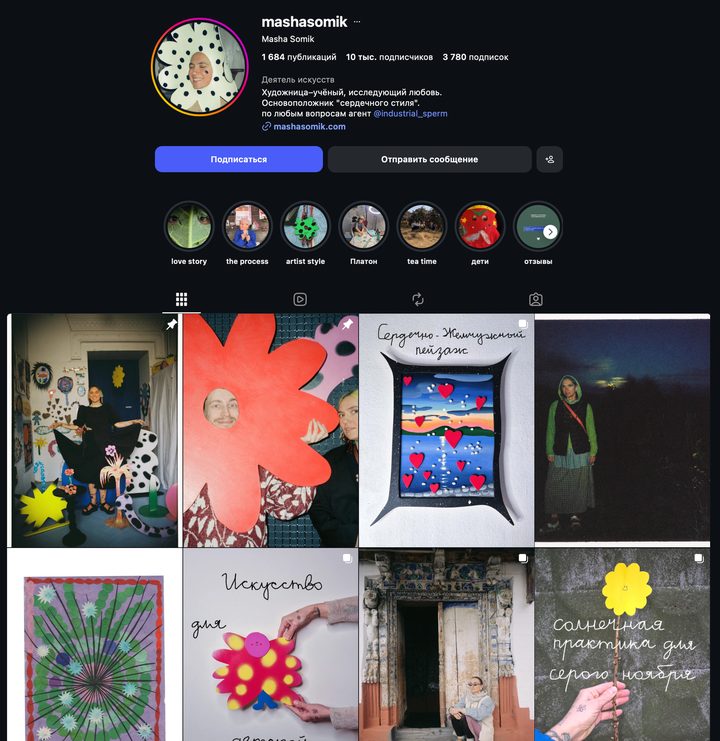 mashasomik ...
Masha Somik
1 684 публикаций 10 тыс. подписчиков 3 780 подписок
Деятель искусств
Художница–учёный, исследующий любовь.
Основоположник "сердечного стиля".
по любым вопросам агент @industrial_sperm
mashasomik.com
Подписаться Отправить сообщение
love story the process artist style Платон tea time дети отзывы
Сердечно-Жемчужный
пейзаж
Искусство
для
солнечная
практика для
серого ноября